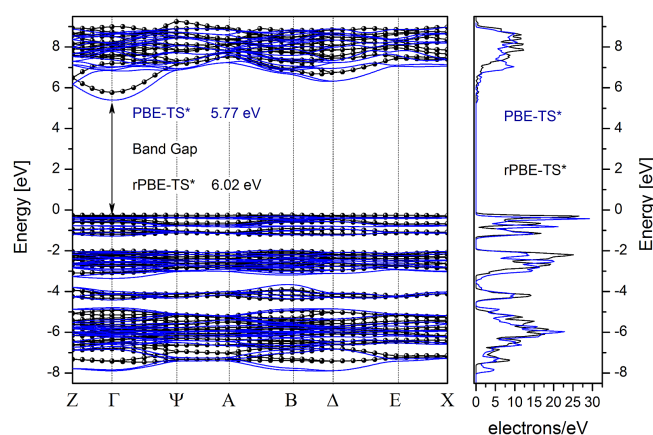 8
6
4
2
0
-2
-4
-6
-8
Energy [eV]
PBE-TS* 5.77 eV
Band Gap
rPBE-TS* 6.02 eV
Z Γ Ψ A B Δ E X
PBE-TS*
rPBE-TS*
8
6
4
2
0
-2
-4
-6
-8
Energy [eV]
0 5 10 15 20 25 30
electrons/eV